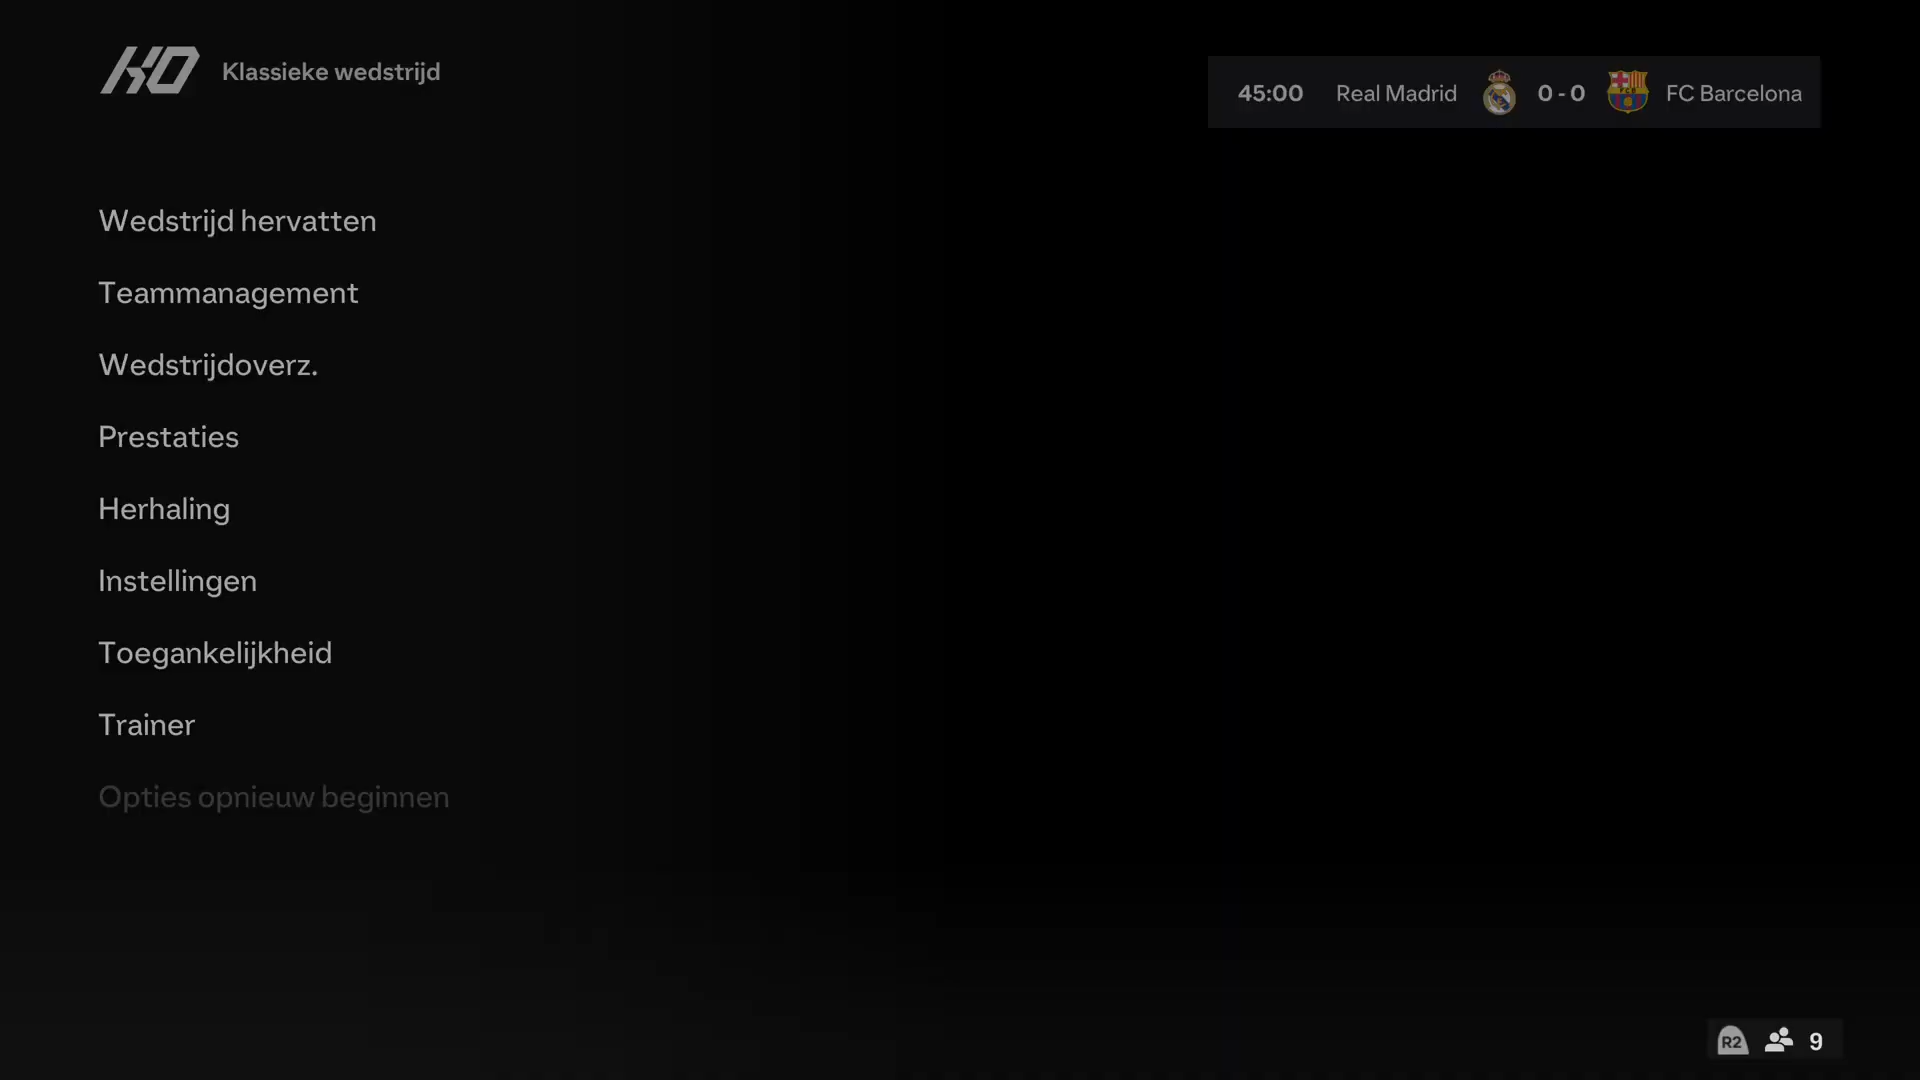 KO Klassieke wedstrijd
45:00 Real Madrid 0 - 0 FC Barcelona
Wedstrijd hervatten
Teammanagement
Wedstrijdoverz.
Prestaties
Herhaling
Instellingen
Toegankelijkheid
Trainer
Opties opnieuw beginnen
R2 9